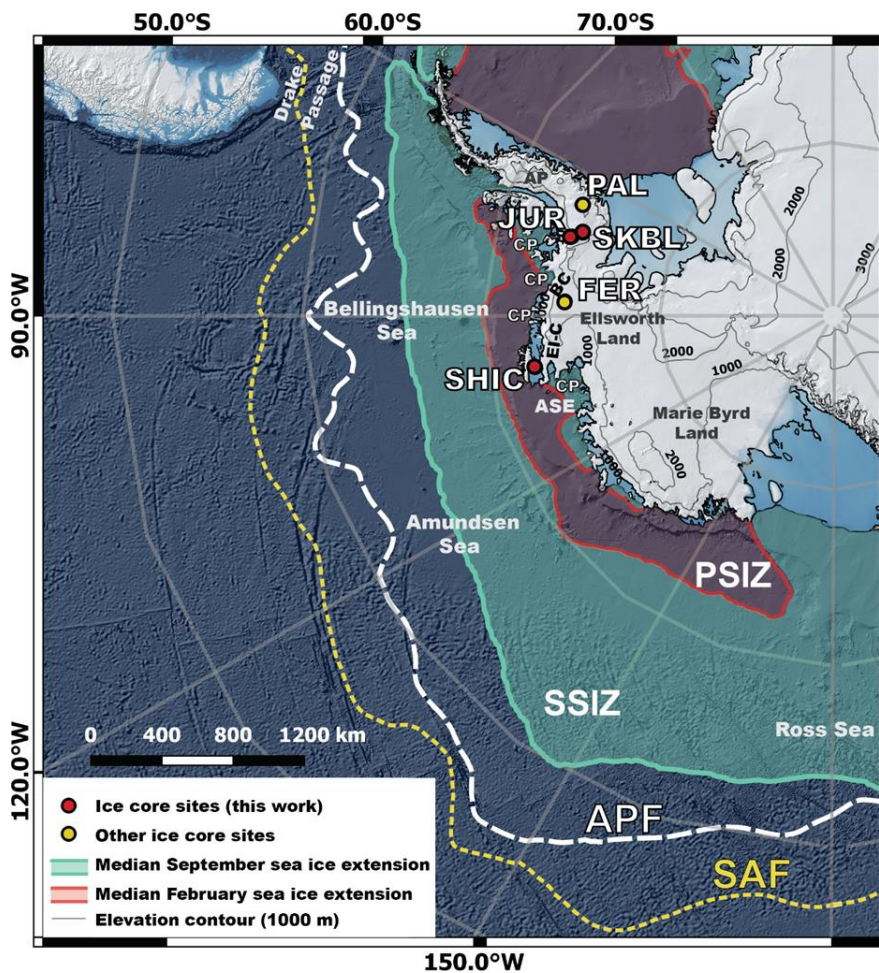 50.0°S
60.0°S
70.0°S
Drake
Passage
AP
PAL
2000
JUR
SKBL
CP
2000
3000
CP
BC
FER
90.0°W
Bellingshausen
Sea
CP
Ellsworth
Land
EI-C
1000
2000
1000
SHIC
CP
ASE
Marie Byrd
Land
2000
1000
Amundsen
Sea
PSIZ
SSIZ
Ross Sea
0 400 800 1200 km
120.0°W
APF
SAF
Ice core sites (this work)
Other ice core sites
Median September sea ice extension
Median February sea ice extension
Elevation contour (1000 m)
150.0°W